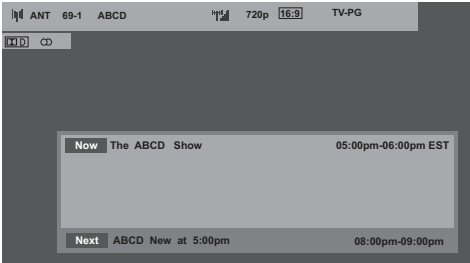 ANT 69-1 ABCD 720p 16:9 TV-PG
Now The ABCD Show 05:00pm-06:00pm EST
Next ABCD New at 5:00pm 08:00pm-09:00pm